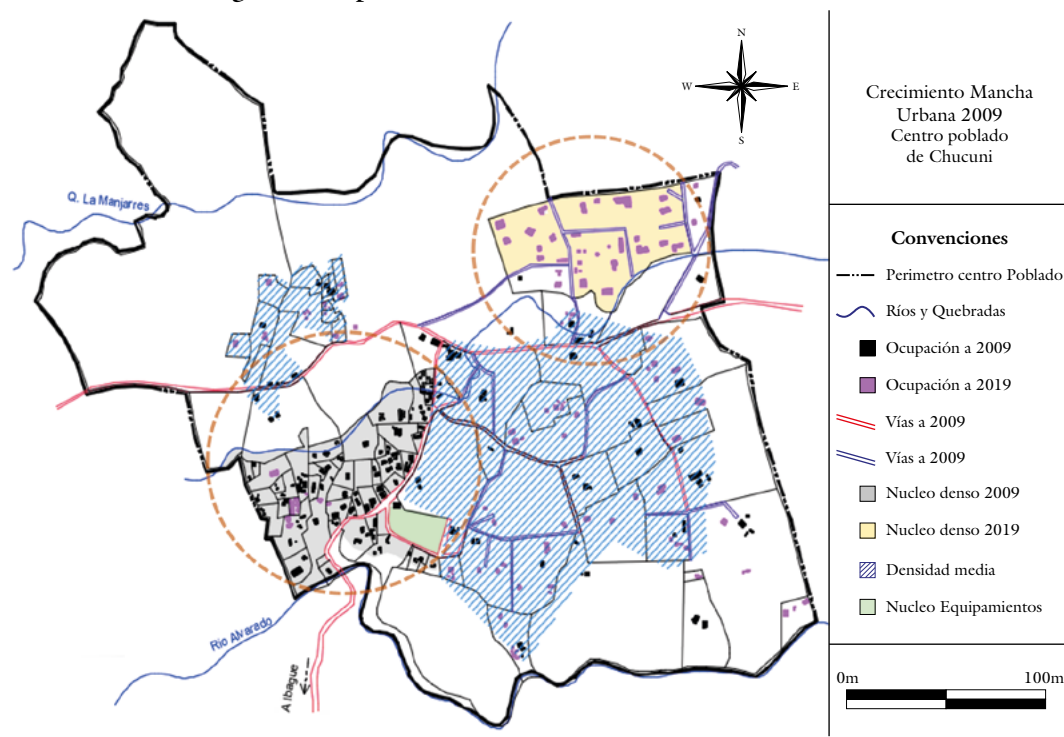 N
W
E
S
Q. La Manjarres
Rio Alvarado
A Ibague
Crecimiento Mancha
Urbana 2009
Centro poblado
de Chucuni
Convenciones
Perimetro centro Poblado
Ríos y Quebradas
Ocupación a 2009
Ocupación a 2019
Vías a 2009
Vías a 2009
Nucleo denso 2009
Nucleo denso 2019
Densidad media
Nucleo Equipamientos
0m
100m